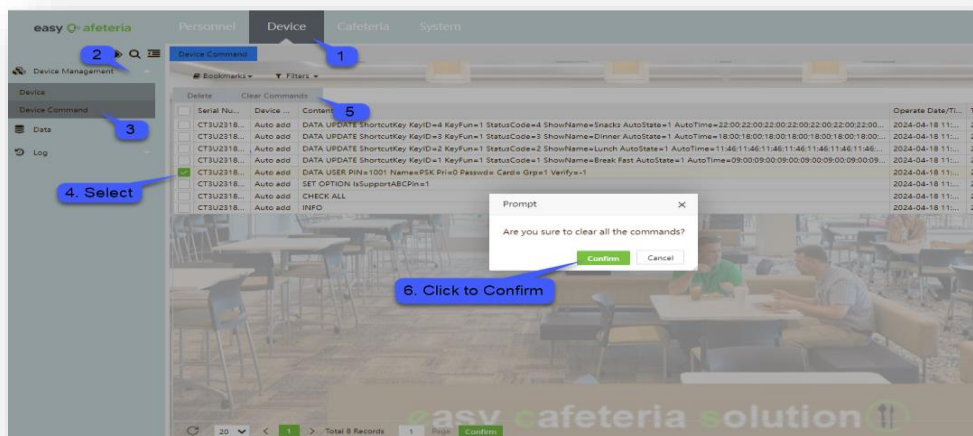 easy afeteria
Personnel Device Cafeteria System
1
2
Device Command
Device Management
Bookmarks Filters
Device
Delete Clear Commands
5
Device Command
Serial Nu... Device ... Content Operate Date/Ti...
3
CT3U2318... Auto add DATA UPDATE ShortcutKey KeyID=4 KeyFun=1 StatusCode=4 ShowName=Snacks AutoState=1 AutoTime=22:00:22:00:22:00:22:00:22:00:22:00:22:00... 2024-04-18 11:...
Data
CT3U2318... Auto add DATA UPDATE ShortcutKey KeyID=3 KeyFun=1 StatusCode=3 ShowName=Dinner AutoState=1 AutoTime=18:00:18:00:18:00:18:00:18:00:18:00:18:00... 2024-04-18 11:...
CT3U2318... Auto add DATA UPDATE ShortcutKey KeyID=2 KeyFun=1 StatusCode=2 ShowName=Lunch AutoState=1 AutoTime=11:46:11:46:11:46:11:46:11:46:11:46:11:46:... 2024-04-18 11:...
Log
CT3U2318... Auto add DATA UPDATE ShortcutKey KeyID=1 KeyFun=1 StatusCode=1 ShowName=Break Fast AutoState=1 AutoTime=09:00:09:00:09:00:09:00:09:00:09:00:09... 2024-04-18 11:...
CT3U2318... Auto add DATA USER PIN=1001 Name=PSK Pri=0 Passwd= Card= Grp=1 Verify=-1 2024-04-18 11:...
4. Select
CT3U2318... Auto add SET OPTION IsSupportABCPin=1 2024-04-18 11:...
CT3U2318... Auto add CHECK ALL 2024-04-18 11:...
CT3U2318... Auto add INFO 2024-04-18 11:...
Prompt
Are you sure to clear all the commands?
Confirm Cancel
6. Click to Confirm
easy cafeteria solution
20 < 1 > Total 8 Records 1 Page Confirm